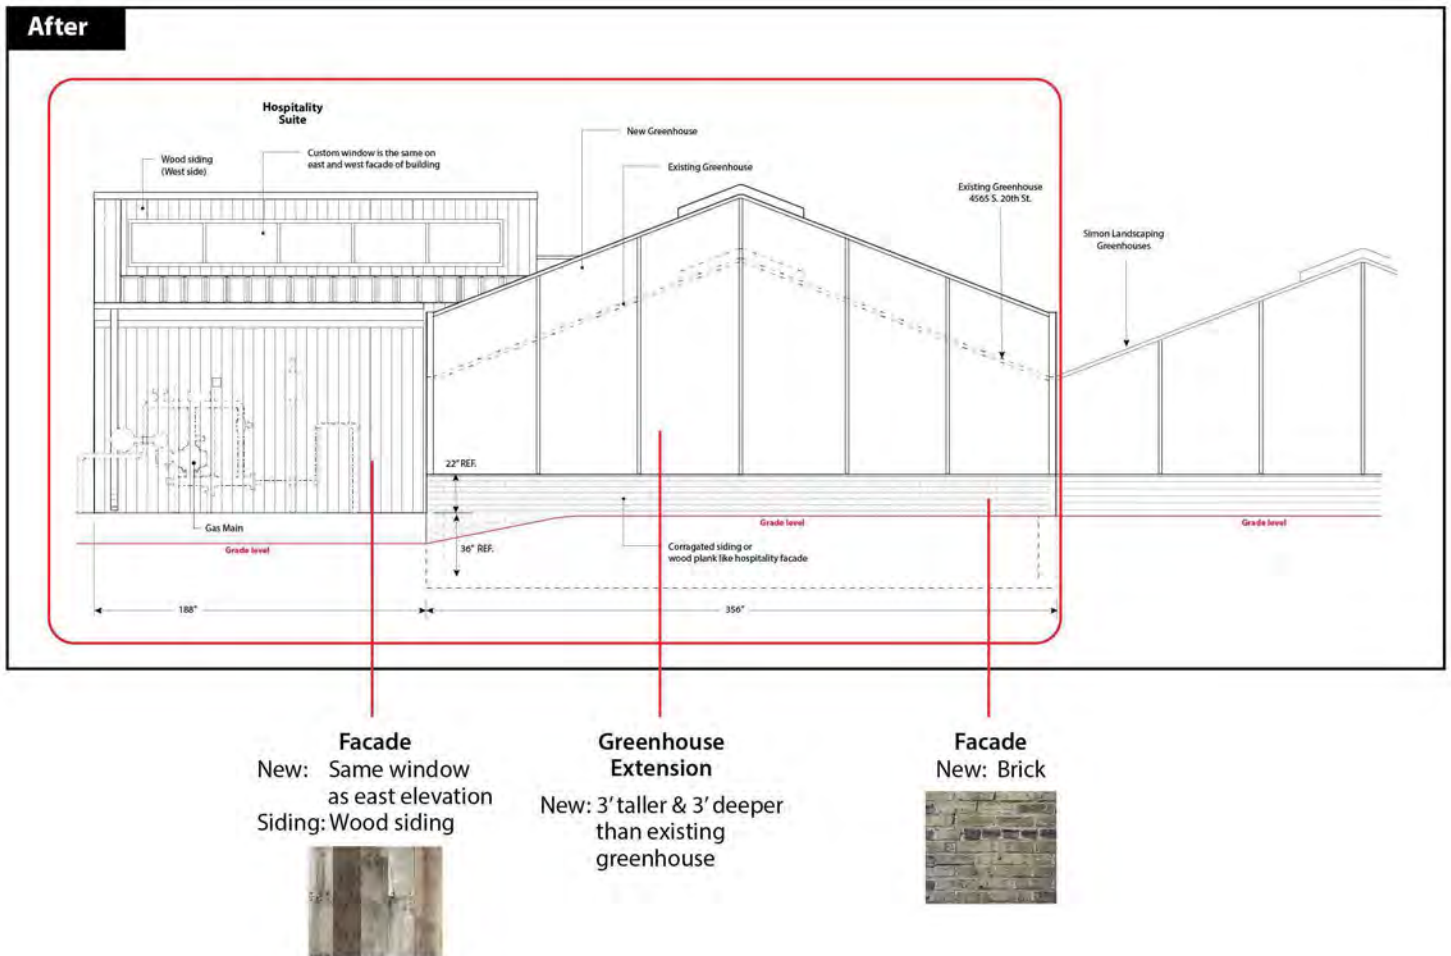 After
Hospitality
Suite
New Greenhouse
Wood siding
(West side)
Custom window is the same on
east and west facade of building
Existing Greenhouse
Existing Greenhouse
4565 S. 20th St.
Simon Landscaping
Greenhouses
22" REF.
Gas Main
Grade level
36" REF.
Grade level
Grade level
Corragated siding or
wood plank like hospitality facade
188"
356"
Facade
New: Same window
as east elevation
Siding: Wood siding
Greenhouse
Extension
New: 3' taller & 3' deeper
than existing
greenhouse
Facade
New: Brick